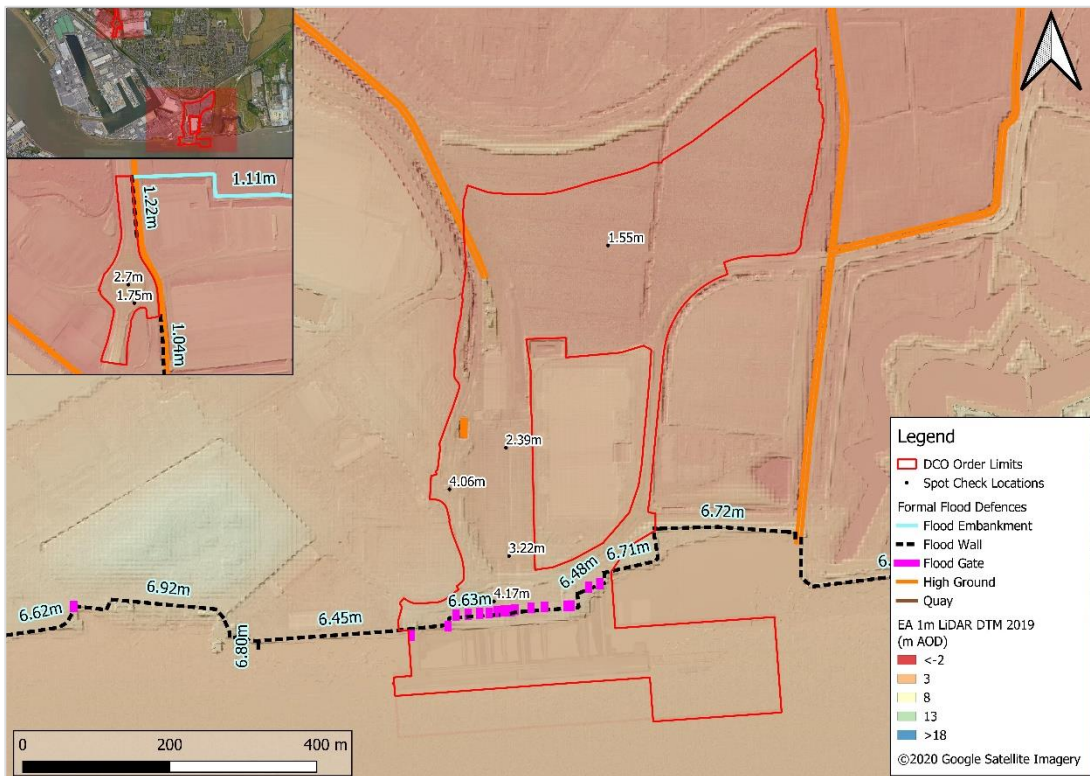 1.11m
1.22m
2.7m
1.75m
1.04m
1.55m
2.39m
4.06m
3.22m
4.17m
6.62m
6.92m
6.80m
6.45m
6.63m
6.48m
6.71m
6.72m
6.
0 200 400 m
Legend
DCO Order Limits
Spot Check Locations
Formal Flood Defences
Flood Embankment
Flood Wall
Flood Gate
High Ground
Quay
EA 1m LiDAR DTM 2019
(m AOD)
<-2
3
8
13
>18
©2020 Google Satellite Imagery